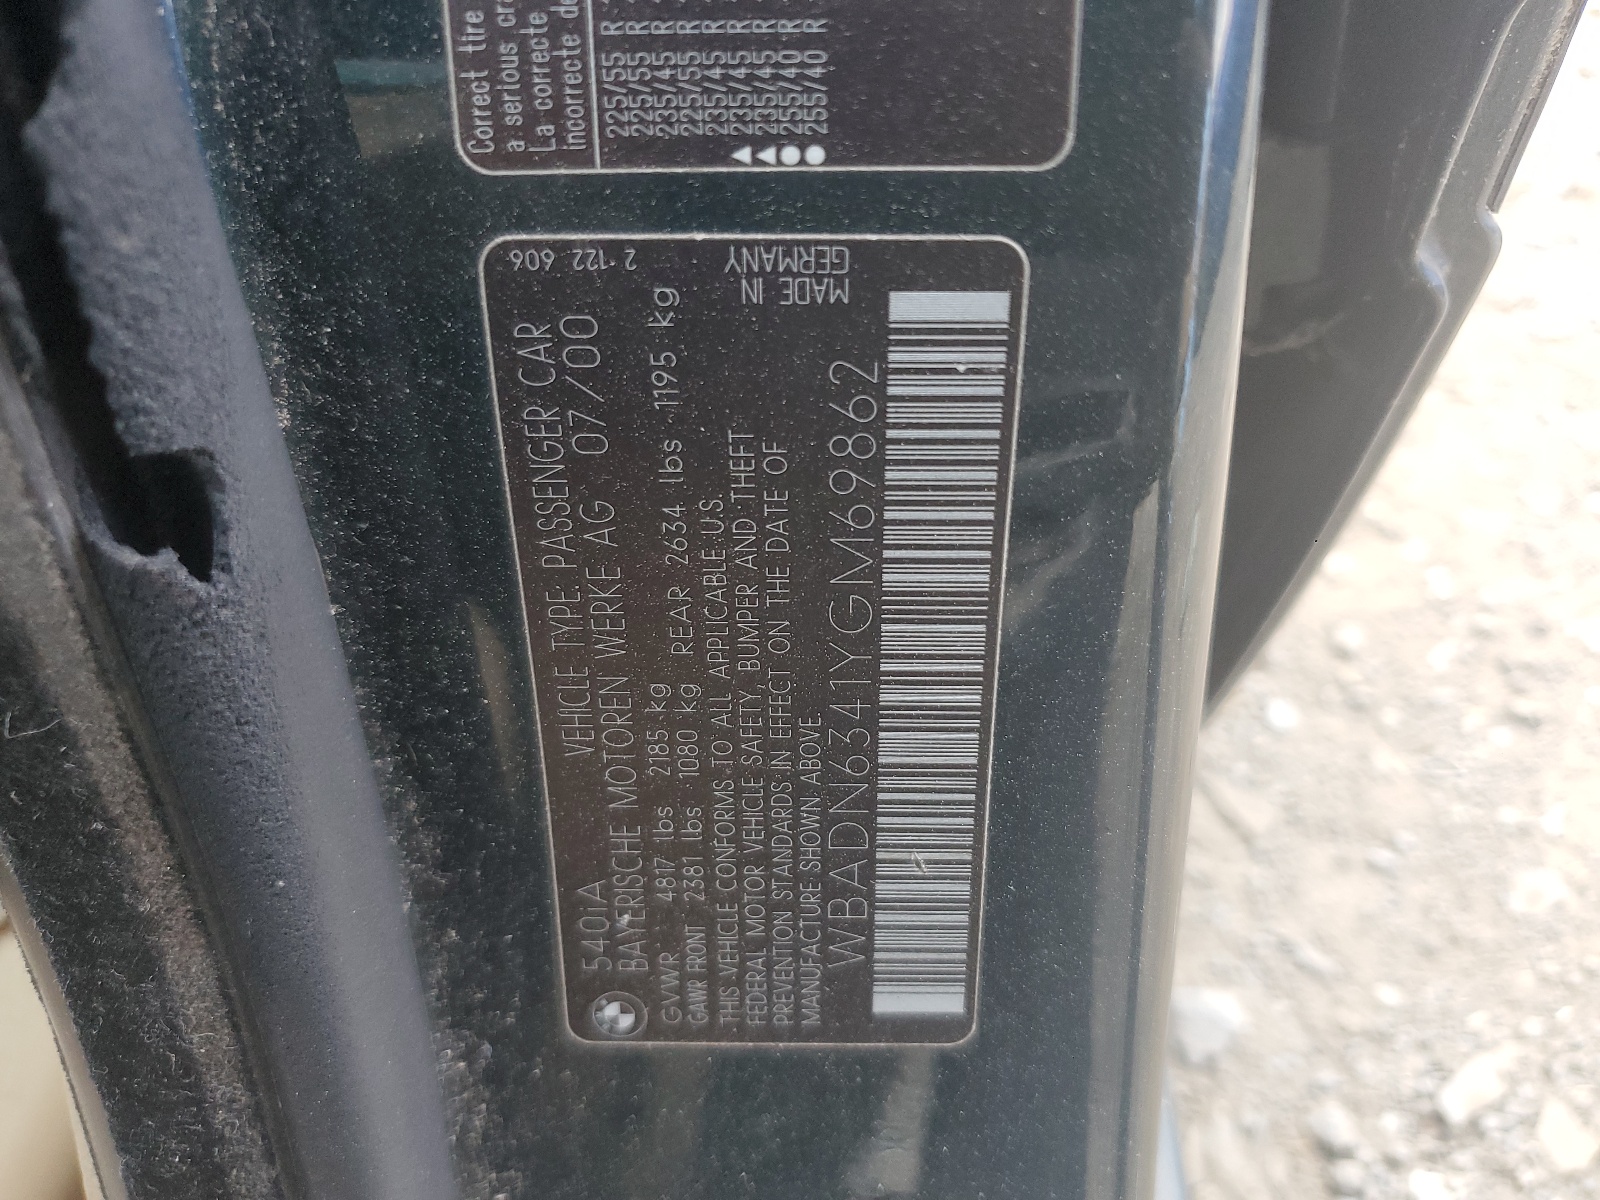 540IA VEHICLE TYPE: PASSENGER CAR
BAYERISCHE MOTOREN WERKE AG 07/00
GVWR 4817 lbs 2185 kg
GAWR FRONT 2381 lbs 1080 kg REAR 2634 lbs 1195 kg
THIS VEHICLE CONFORMS TO ALL APPLICABLE U.S.
FEDERAL MOTOR VEHICLE SAFETY, BUMPER AND THEFT
PREVENTION STANDARDS IN EFFECT ON THE DATE OF
MANUFACTURE SHOWN ABOVE.
WBADN6341YGM69862
2 122 606
MADE IN
GERMANY
Correct tire
a serious
La correcte
incorrecte
225/55 R
225/55 R
235/45 R
225/55 R
235/45 R
235/45 R
235/45 R
255/40 R
255/40 R